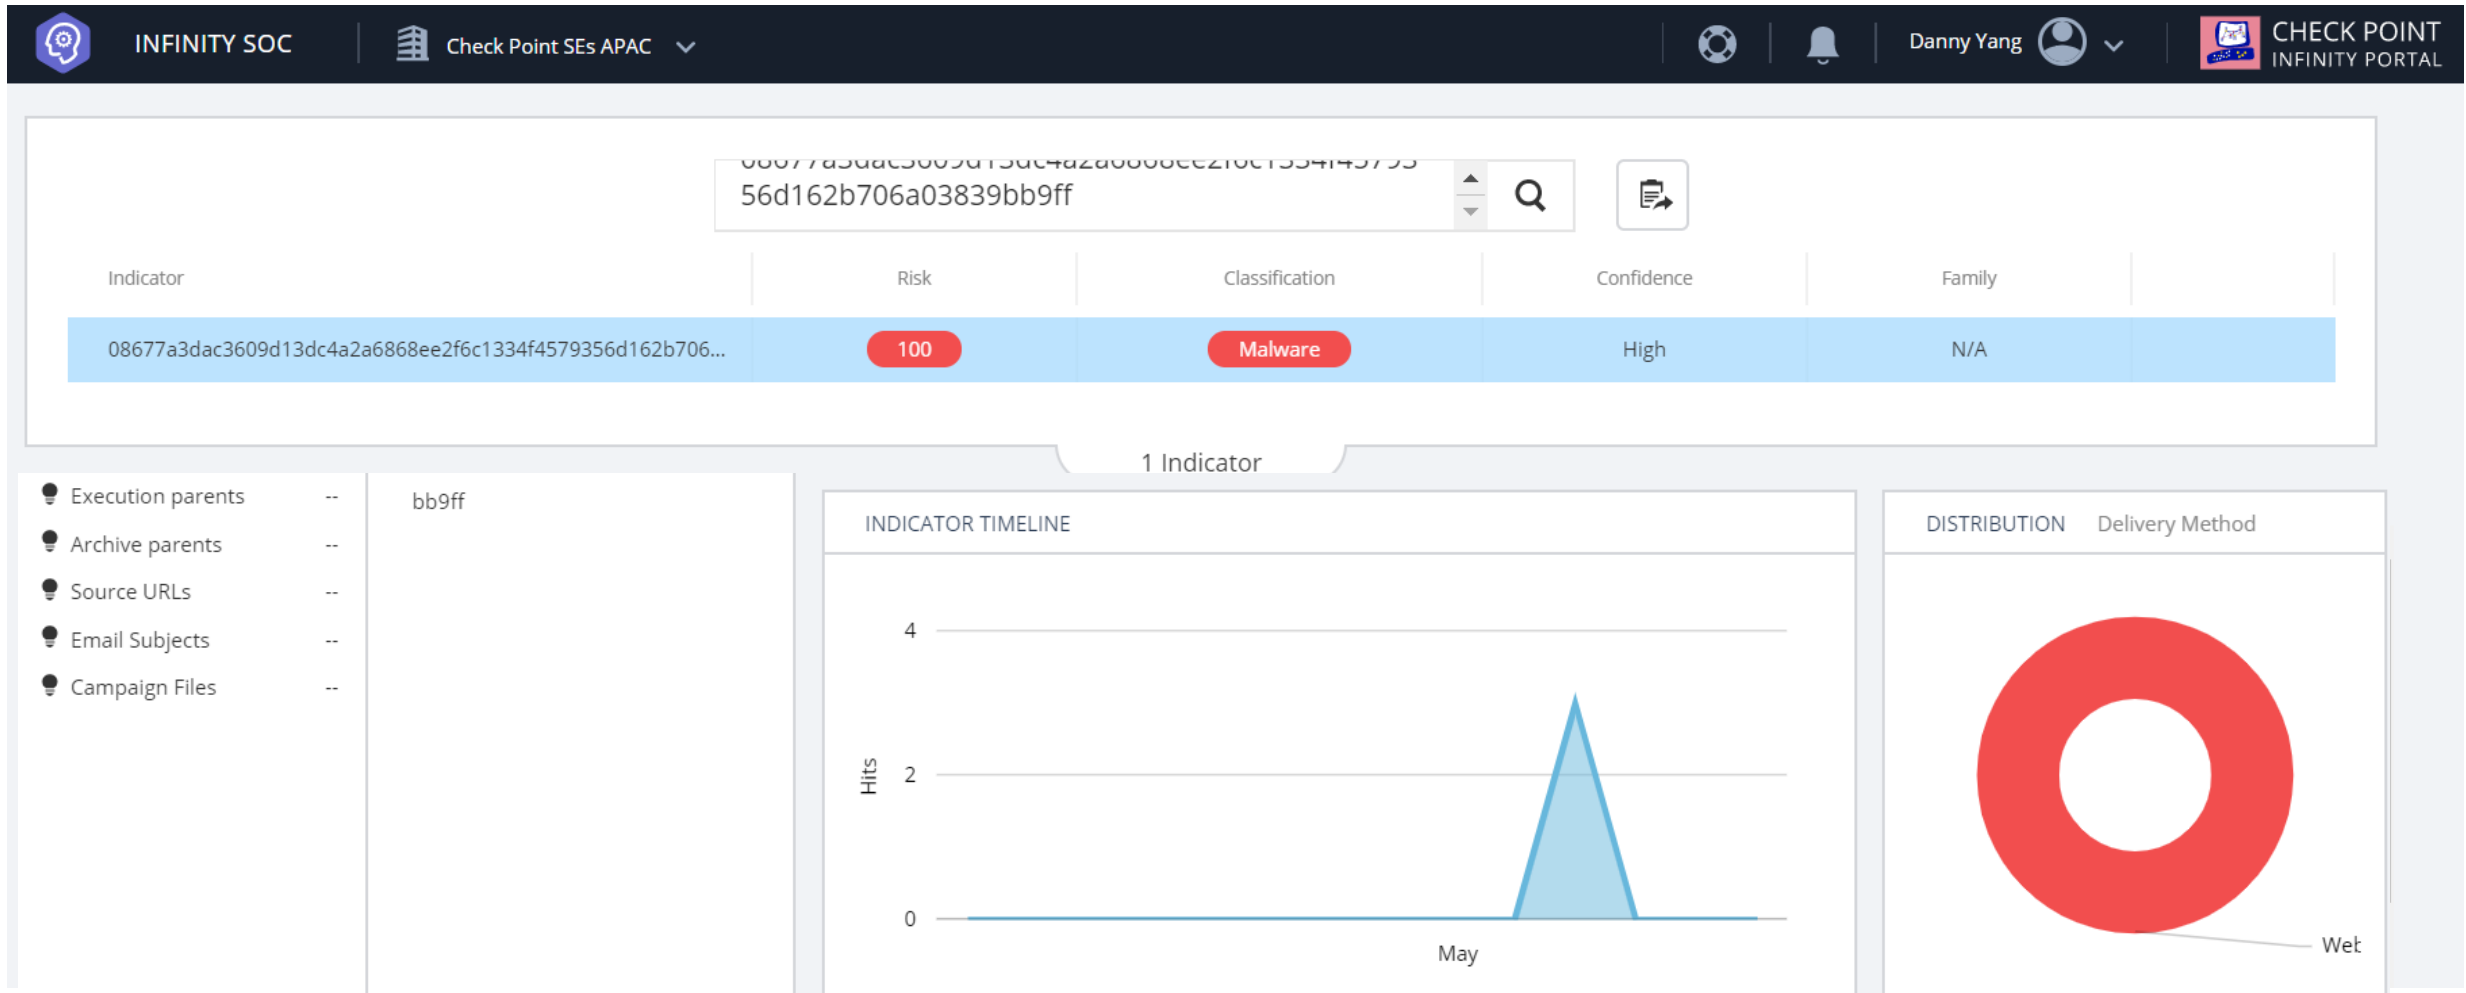 INFINITY SOC
Check Point SEs APAC
Danny Yang
CHECK POINT
INFINITY PORTAL
08677a3dac3609d13dc4a2a6868ee2f6c1334f45793
56d162b706a03839bb9ff
Indicator Risk Classification Confidence Family
08677a3dac3609d13dc4a2a6868ee2f6c1334f4579356d162b706... 100 Malware High N/A
1 Indicator
Execution parents --
Archive parents --
Source URLs --
Email Subjects --
Campaign Files --
bb9ff
INDICATOR TIMELINE
4
2
0
Hits
May
DISTRIBUTION Delivery Method
Web